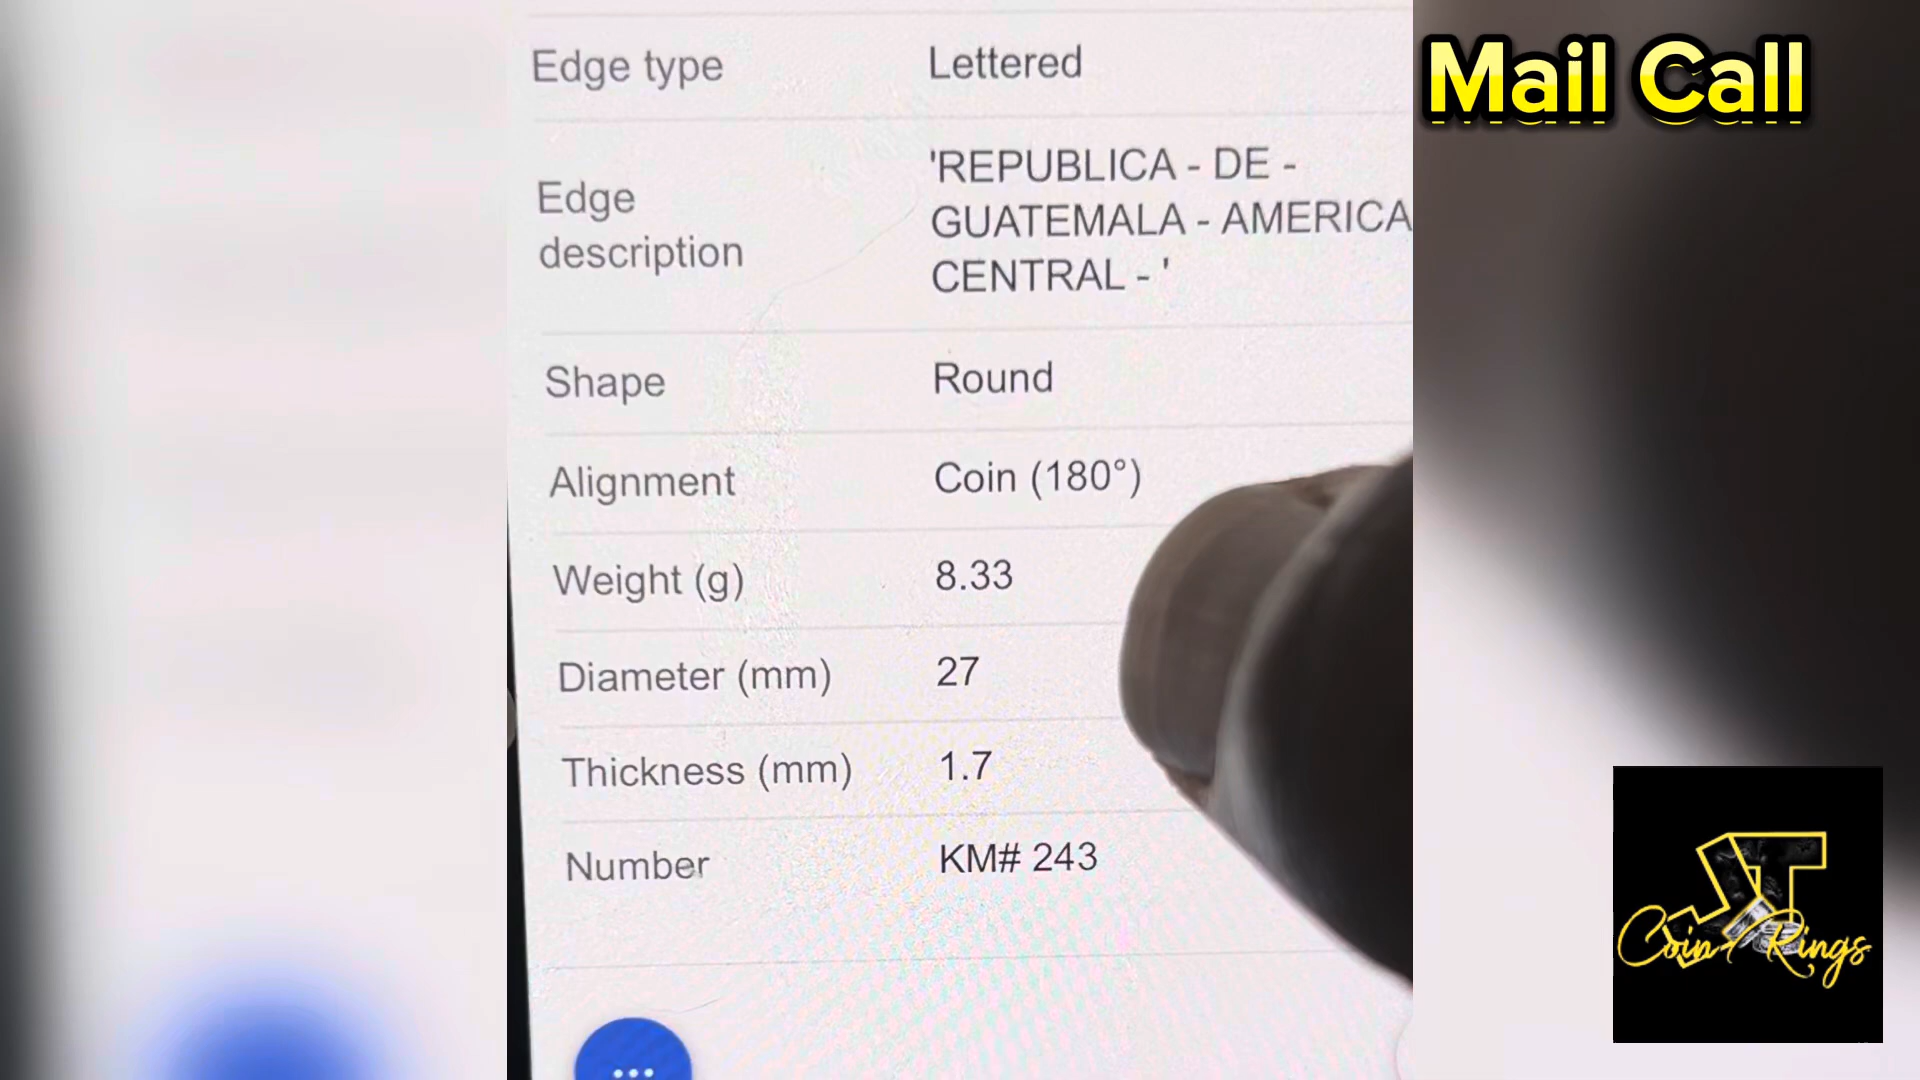 Mail Call
Edge type Lettered
Edge description 'REPUBLICA - DE -
GUATEMALA - AMERICA
CENTRAL - '
Shape Round
Alignment Coin (180°)
Weight (g) 8.33
Diameter (mm) 27
Thickness (mm) 1.7
Number KM# 243
JT
Coin Rings